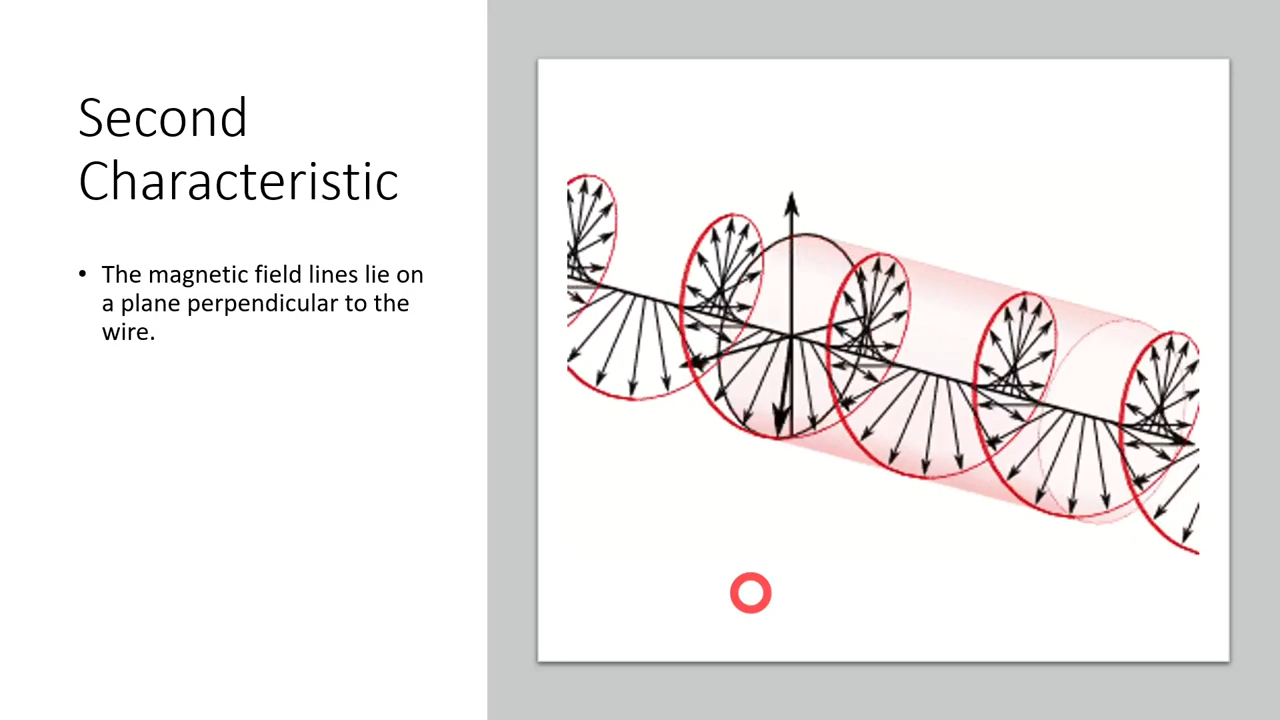 Second
Characteristic
• The magnetic field lines lie on
a plane perpendicular to the
wire.